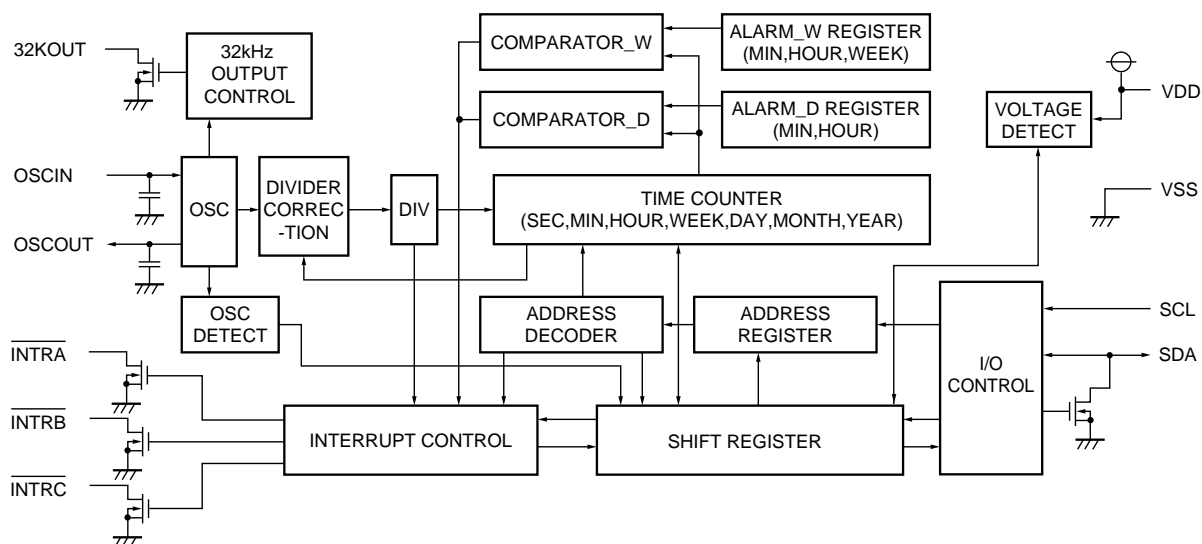 32KOUT
32kHz
OUTPUT
CONTROL
COMPARATOR_W
ALARM_W REGISTER
(MIN,HOUR,WEEK)
COMPARATOR_D
ALARM_D REGISTER
(MIN,HOUR)
VOLTAGE
DETECT
VDD
VSS
OSCIN
OSCOUT
OSC
DIVIDER
CORREC
-TION
DIV
TIME COUNTER
(SEC,MIN,HOUR,WEEK,DAY,MONTH,YEAR)
OSC
DETECT
ADDRESS
DECODER
ADDRESS
REGISTER
I/O
CONTROL
SCL
SDA
INTRA
INTRB
INTRC
INTERRUPT CONTROL
SHIFT REGISTER